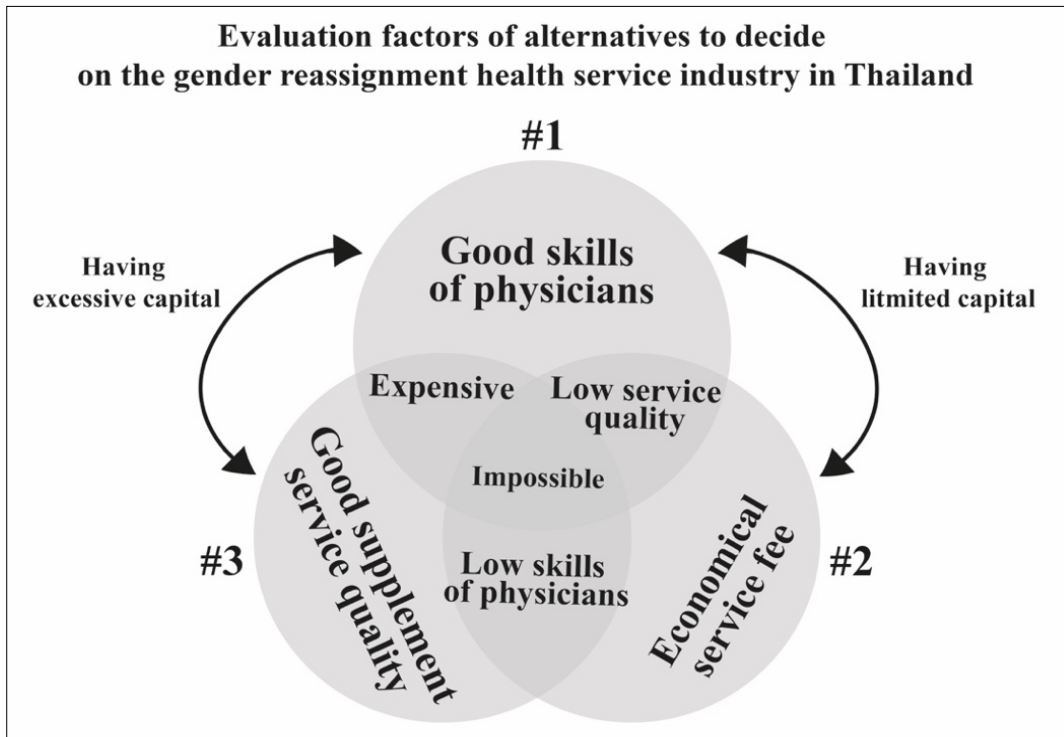 Evaluation factors of alternatives to decide
on the gender reassignment health service industry in Thailand
#1
Good skills
of physicians
Having
excessive capital
Having
litmited capital
Expensive
Low service
quality
Impossible
Low skills
of physicians
#3
Good supplement
service quality
#2
Economical
service fee